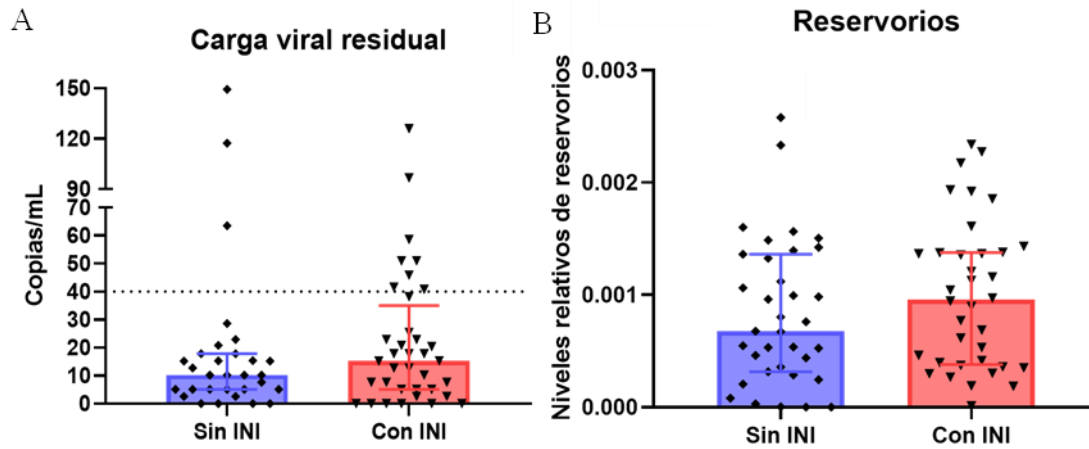 A
Carga viral residual
Copias/mL
150
120
90
70
60
50
40
30
20
10
0
Sin INI
Con INI
B
Reservorios
Niveles relativos de reservorios
0.003
0.002
0.001
0.000
Sin INI
Con INI